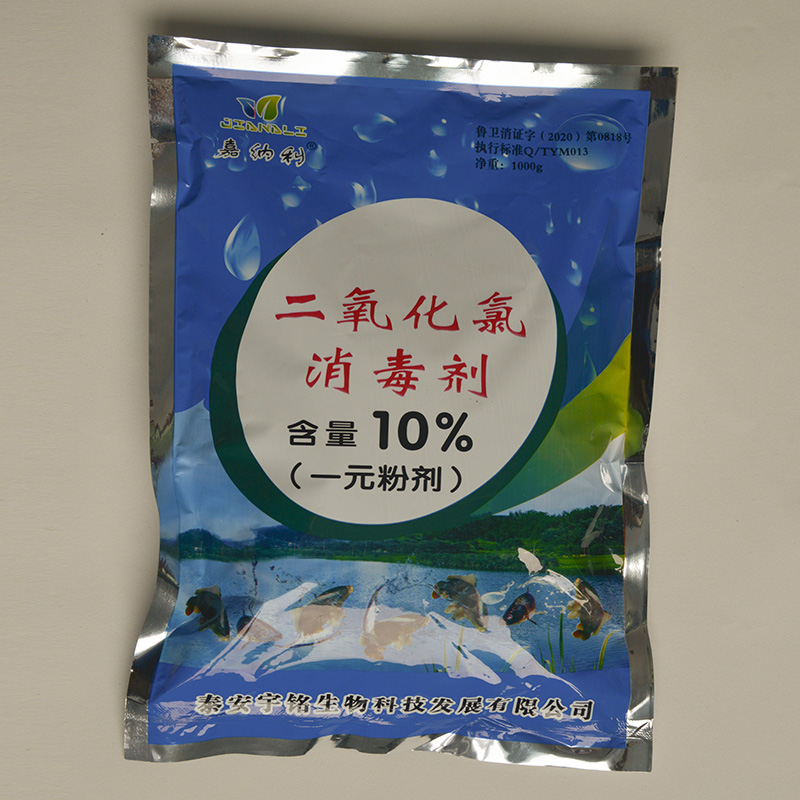 JIANALI
嘉纳利®
鲁卫消证字（2020）第0818号
执行标准Q/TYM013
净重：1000g
二氧化氯
消毒剂
含量 10%
（一元粉剂）
泰安宇铭生物科技发展有限公司